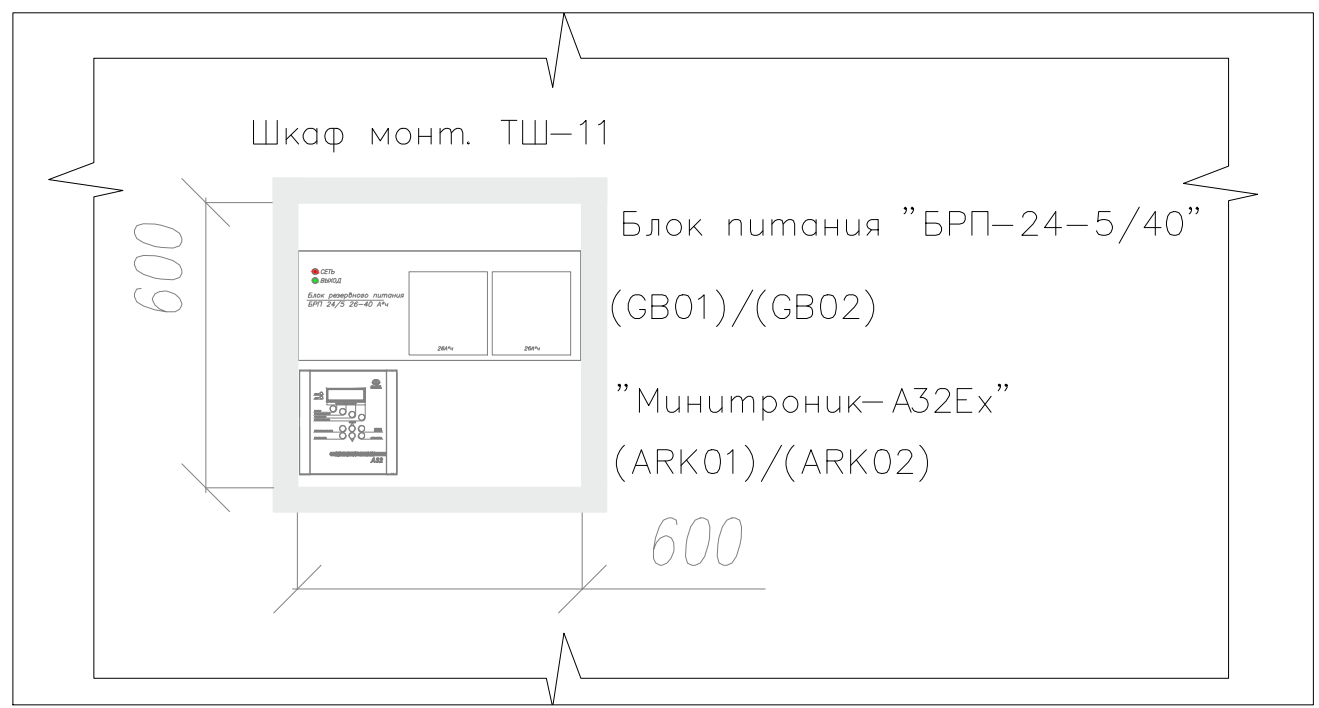 Шкаф монт. ТШ-11
600
Блок питания "БРП-24-5/40"
СЕТЬ
ВЫХОД
Блок резервного питания
БРП 24/5 26-40 А*ч
26А*ч
26А*ч
(GB01)/(GB02)
"Минитроник-А32Ех"
(ARK01)/(ARK02)
А32
600